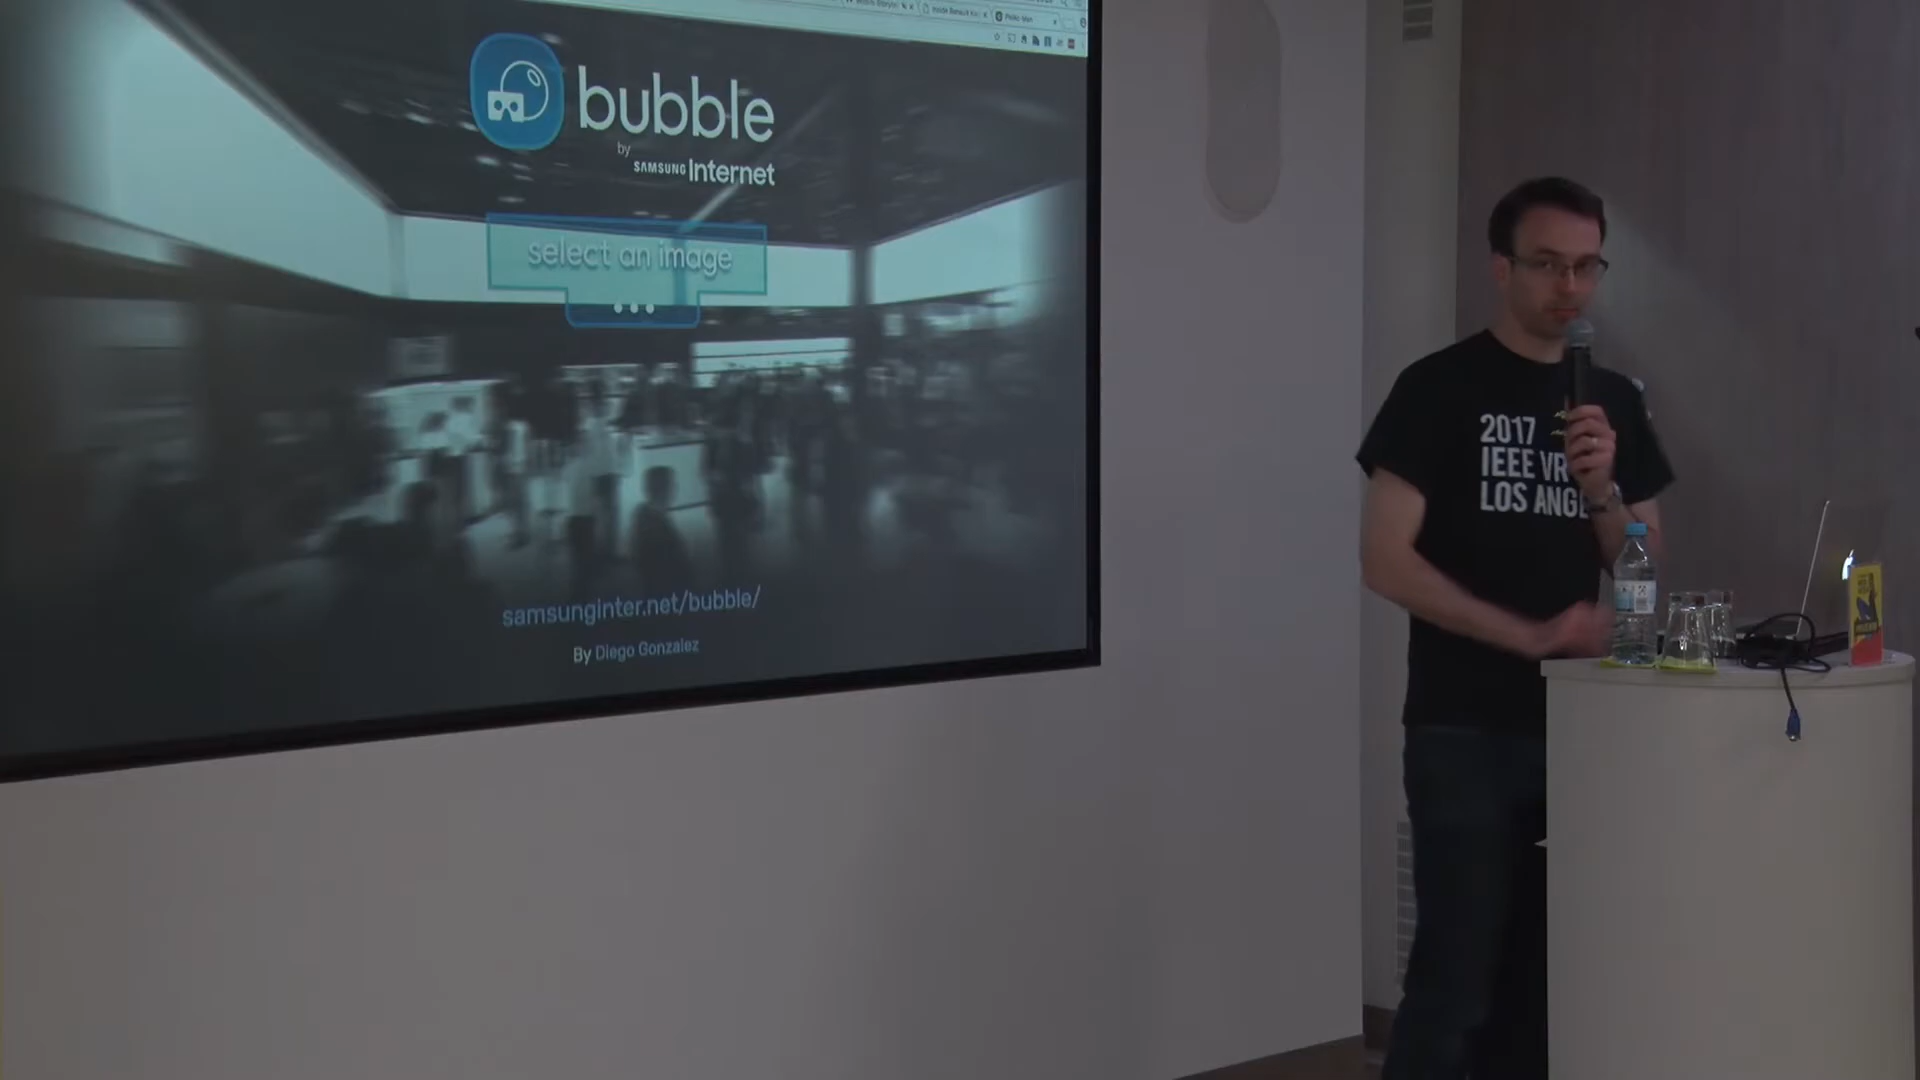 bubble
by
SAMSUNG Internet
select an image
...
samsunginter.net/bubble/
By Diego Gonzalez
2017
IEEE VR
LOS ANGE